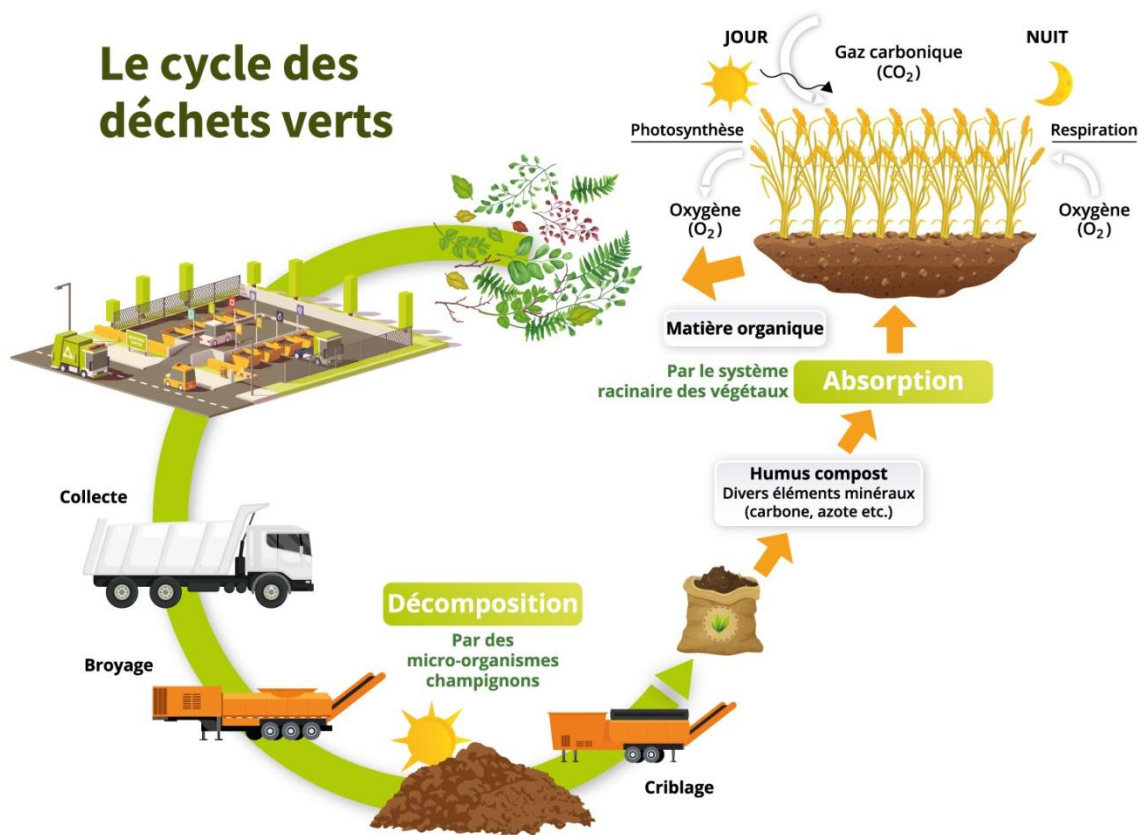 Le cycle des
déchets verts
JOUR
Gaz carbonique
(CO₂)
NUIT
Photosynthèse
Respiration
Oxygène
(O₂)
Oxygène
(O₂)
Matière organique
Par le système
racinaire des végétaux
Absorption
Humus compost
Divers éléments minéraux
(carbone, azote etc.)
Collecte
Décomposition
Par des
micro-organismes
champignons
Broyage
Criblage